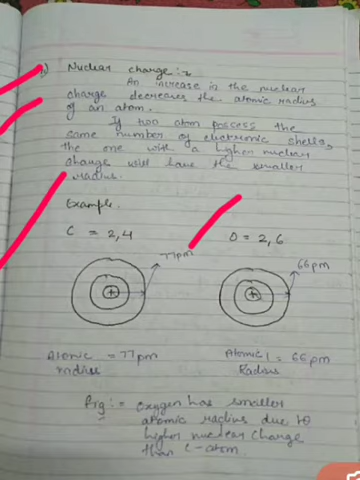 b) Nuclear charge :-
An increase in the nuclear
charge decreases the atomic radius
of an atom.
If two atom process the
same number of electronic shells,
the one with a higher nuclear
charge will have the smaller
radius.
Example.
C = 2,4 O = 2,6
77pm 66pm
+ +
Atomic radius = 77pm
Atomic Radius = 66pm
oxygen has smaller
atomic radius due to
higher nuclear charge
than C-atom.